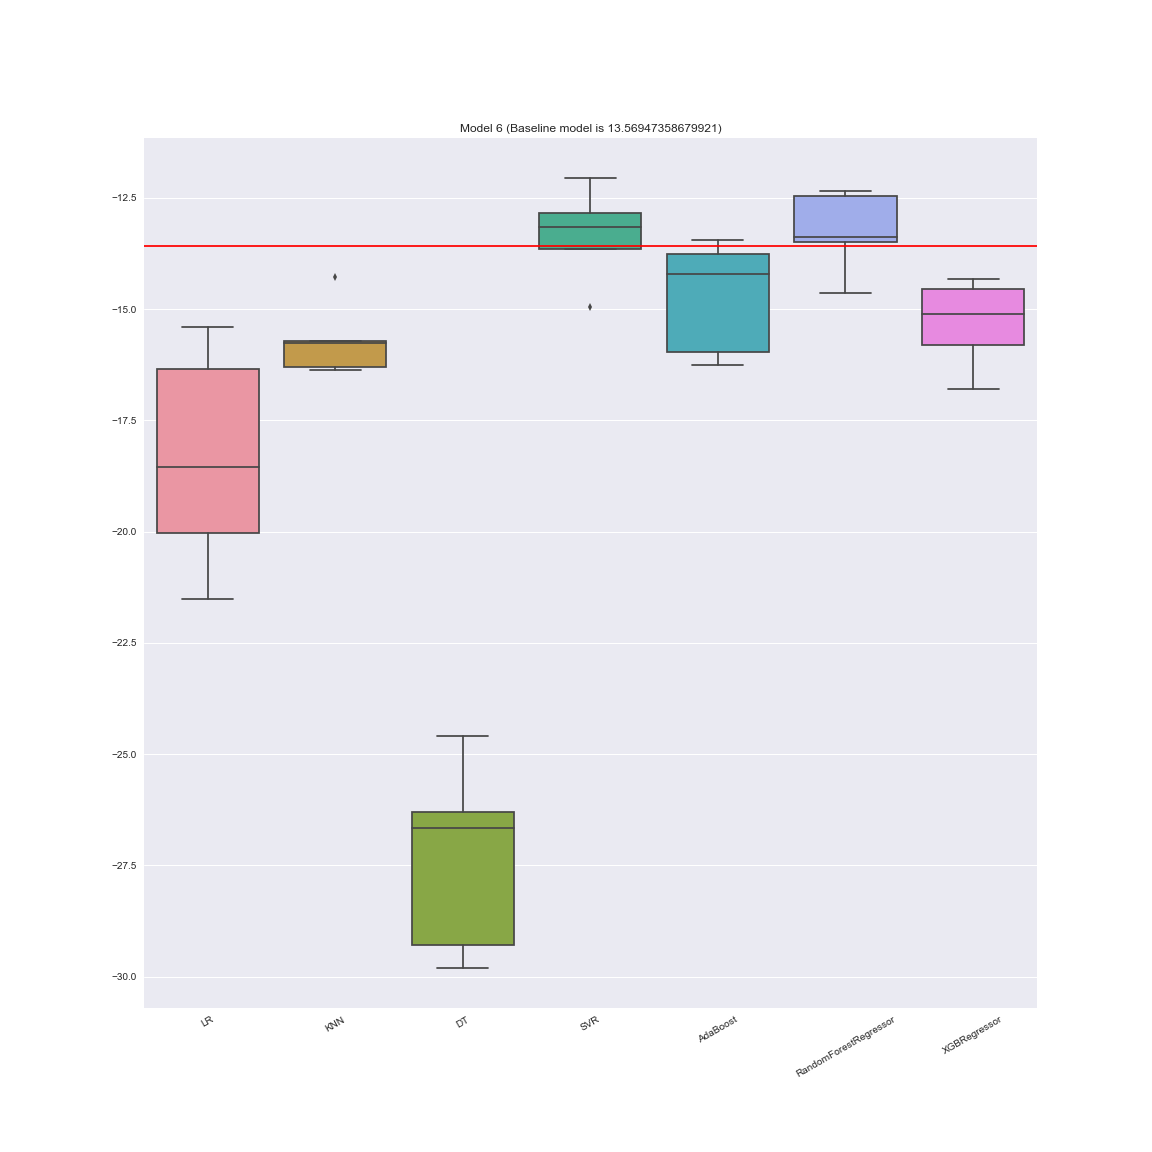 Model 6 (Baseline model is 13.56947358679921)
−12.5
−15.0
−17.5
−20.0
−22.5
−25.0
−27.5
−30.0
LR
KNN
DT
SVR
AdaBoost
RandomForestRegressor
XGBRegressor